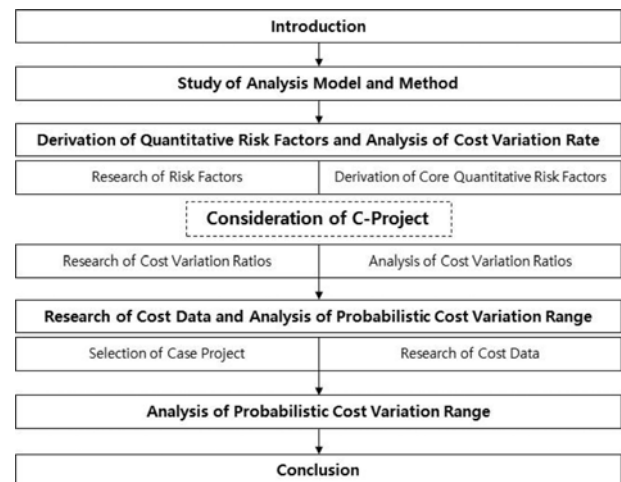 Introduction
Study of Analysis Model and Method
Derivation of Quantitative Risk Factors and Analysis of Cost Variation Rate
Research of Risk Factors
Derivation of Core Quantitative Risk Factors
Consideration of C-Project
Research of Cost Variation Ratios
Analysis of Cost Variation Ratios
Research of Cost Data and Analysis of Probabilistic Cost Variation Range
Selection of Case Project
Research of Cost Data
Analysis of Probabilistic Cost Variation Range
Conclusion